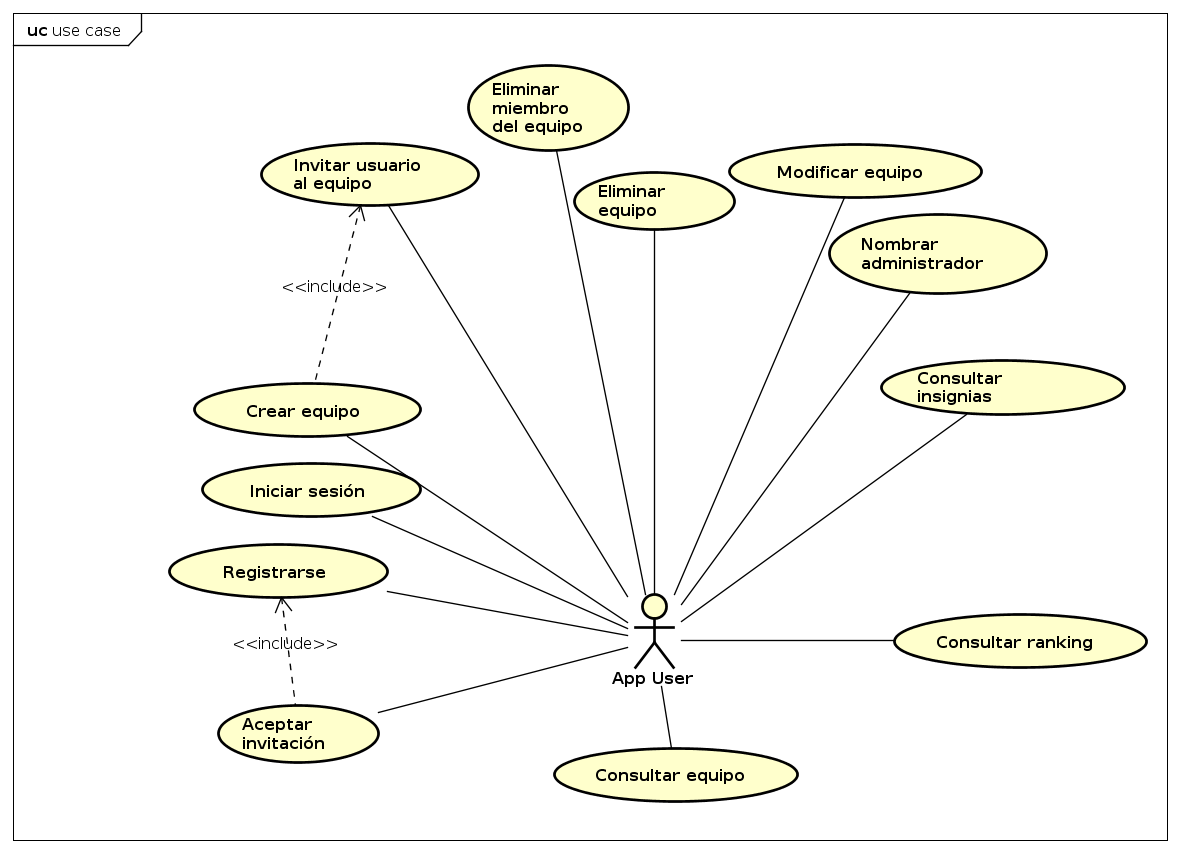 uc use case
Eliminar
miembro
del equipo
Invitar usuario
al equipo
Eliminar
equipo
Modificar equipo
Nombrar
administrador
<<include>>
Consultar
insignias
Crear equipo
Iniciar sesión
Registrarse
<<include>>
Consultar ranking
App User
Aceptar
invitación
Consultar equipo